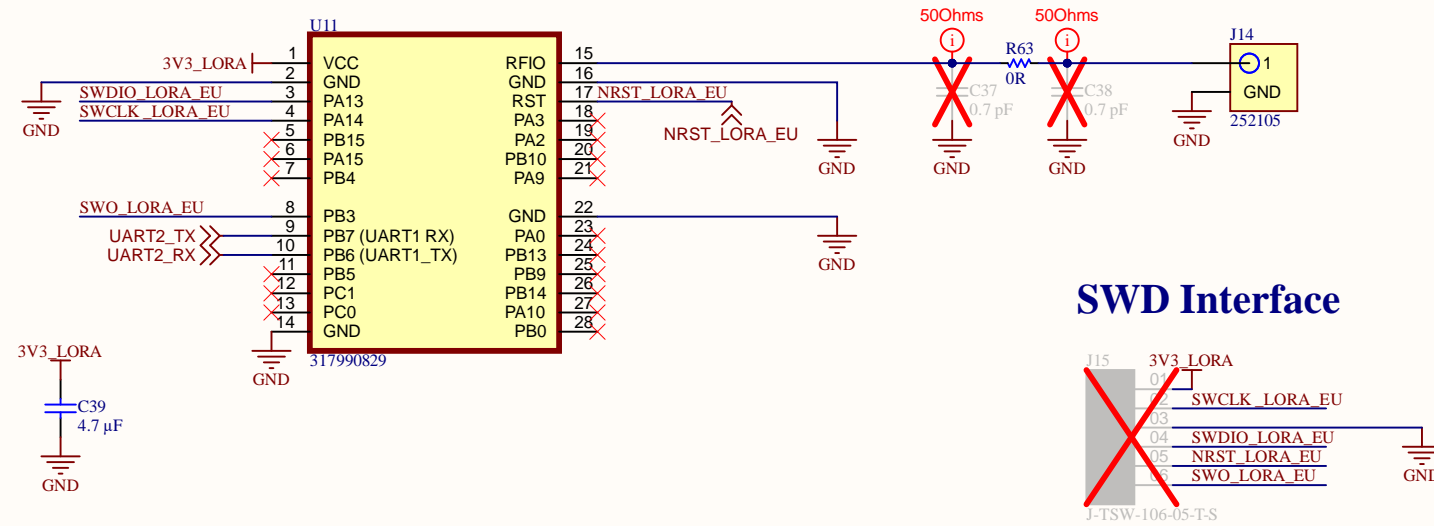 U11
3V3_LORA
1 VCC
2 GND
SWDIO_LORA_EU 3 PA13
SWCLK_LORA_EU 4 PA14
5 PB15
6 PA15
7 PB4
SWO_LORA_EU 8 PB3
UART2_TX 9 PB7 (UART1 RX)
UART2_RX 10 PB6 (UART1_TX)
11 PB5
12 PC1
13 PC0
14 GND
GND
GND
317990829
RFIO 15
GND 16
RST 17 NRST_LORA_EU
NRST_LORA_EU
PA3 18
PA2 19
PB10 20
PA9 21
GND 22
PA0 23
PB13 24
PB9 25
PB14 26
PA10 27
PB0 28
GND
GND
50Ohms
50Ohms
i
i
R63
0R
C37
0.7 pF
C38
0.7 pF
GND
GND
J14
1
GND
252105
GND
3V3_LORA
C39
4.7 µF
GND
SWD Interface
J15
3V3_LORA
01
02 SWCLK_LORA_EU
03
04 SWDIO_LORA_EU
05 NRST_LORA_EU
06 SWO_LORA_EU
GND
J-TSW-106-05-T-S